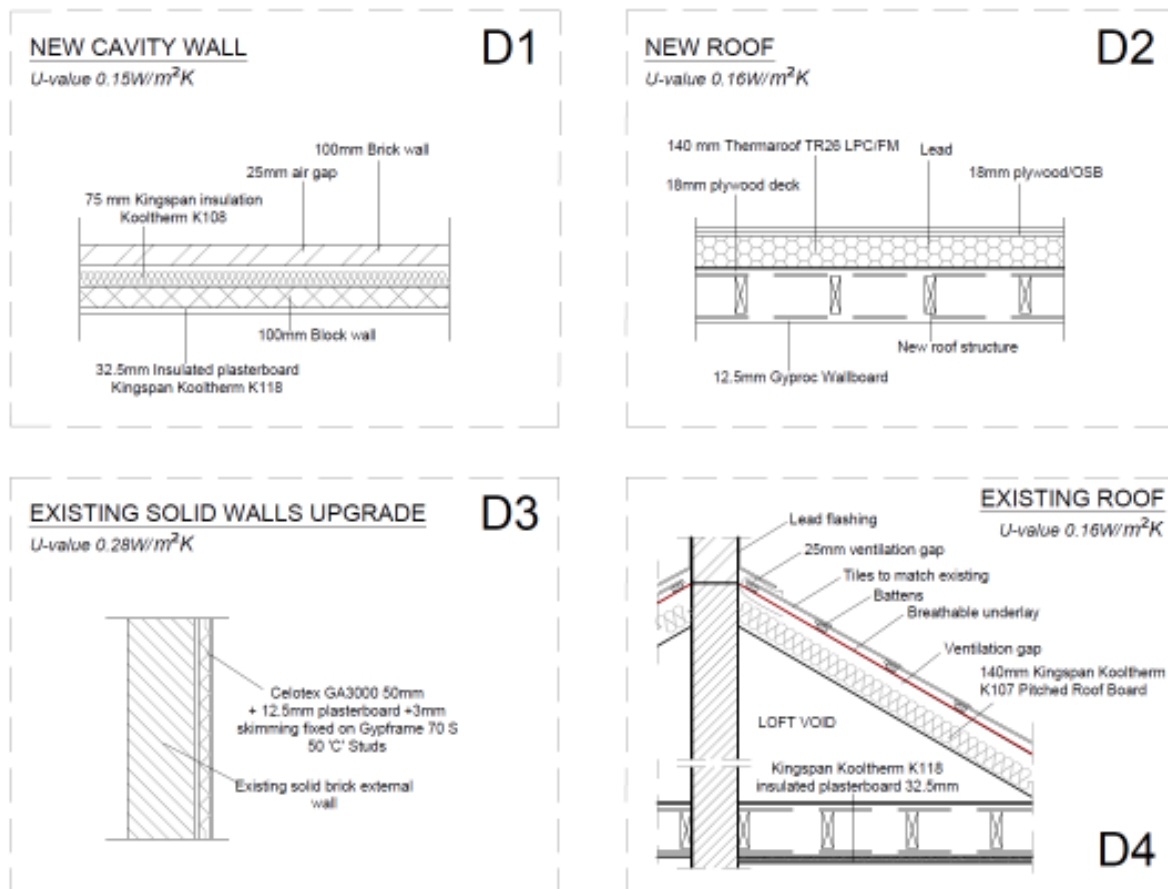 NEW CAVITY WALL
D1
U-value 0.15W/m²K
100mm Brick wall
25mm air gap
75 mm Kingspan insulation
Kooltherm K108
100mm Block wall
32.5mm Insulated plasterboard
Kingspan Kooltherm K118
NEW ROOF
D2
U-value 0.16W/m²K
140 mm Thermaroof TR26 LPC/FM
Lead
18mm plywood deck
18mm plywood/OSB
New roof structure
12.5mm Gyproc Wallboard
EXISTING SOLID WALLS UPGRADE
D3
U-value 0.28W/m²K
Celotex GA3000 50mm
+ 12.5mm plasterboard +3mm
skimming fixed on Gypframe 70 S
50 'C' Studs
Existing solid brick external
wall
EXISTING ROOF
U-value 0.16W/m²K
Lead flashing
25mm ventilation gap
Tiles to match existing
Battens
Breathable underlay
Ventilation gap
140mm Kingspan Kooltherm
K107 Pitched Roof Board
LOFT VOID
Kingspan Kooltherm K118
insulated plasterboard 32.5mm
D4